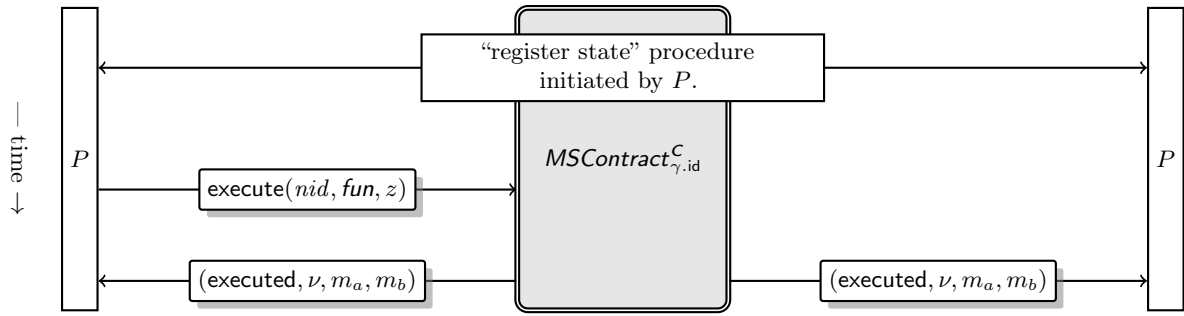 “register state” procedure
initiated by P.
— time →
P
MSContract^C_γ.id
P
execute(nid, fun, z)
(executed, ν, m_a, m_b)
(executed, ν, m_a, m_b)